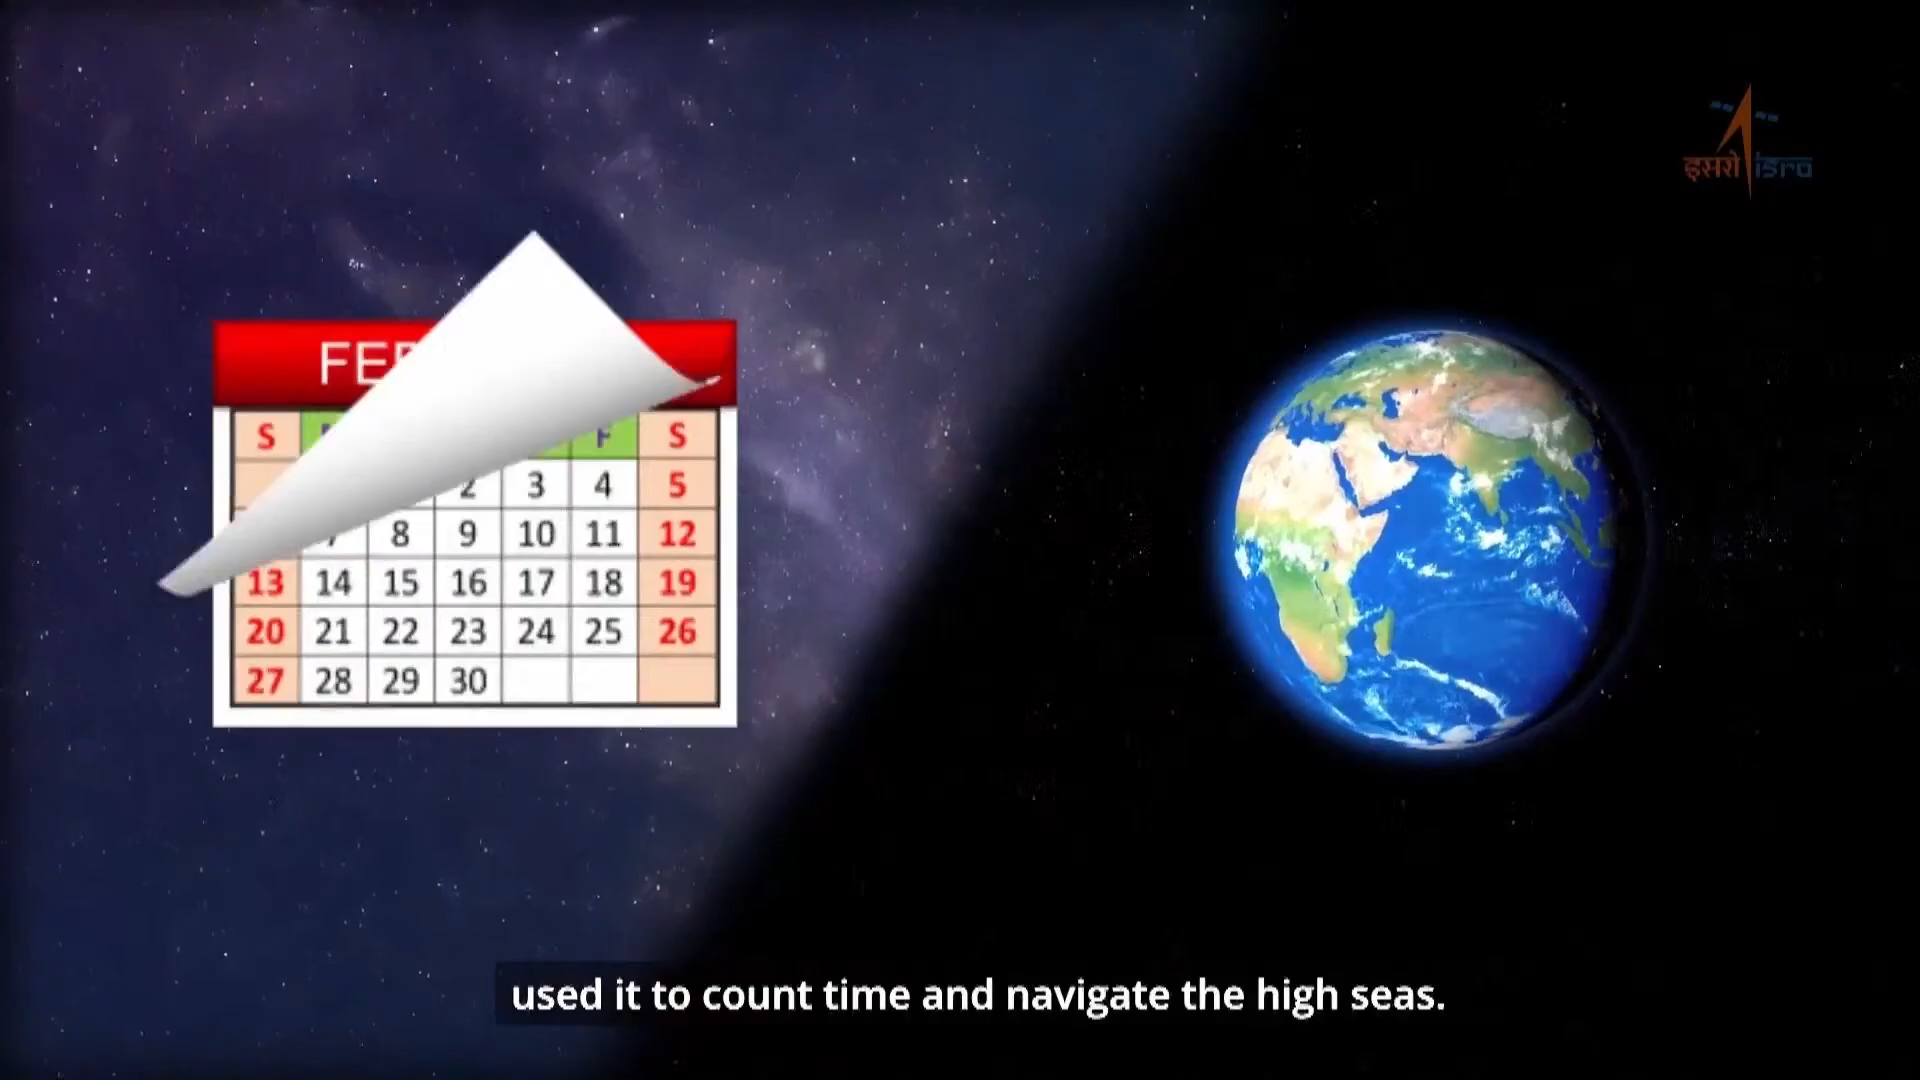 इसरो isro
FEB
S F S
2 3 4 5
7 8 9 10 11 12
13 14 15 16 17 18 19
20 21 22 23 24 25 26
27 28 29 30
used it to count time and navigate the high seas.